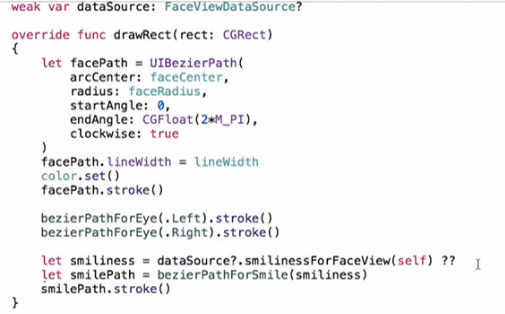 weak var dataSource: FaceViewDataSource?
override func drawRect(rect: CGRect)
{
let facePath = UIBezierPath(
arcCenter: faceCenter,
radius: faceRadius,
startAngle: 0,
endAngle: CGFloat(2*M_PI),
clockwise: true
)
facePath.lineWidth = lineWidth
color.set()
facePath.stroke()
bezierPathForEye(.Left).stroke()
bezierPathForEye(.Right).stroke()
let smiliness = dataSource?.smilinessForFaceView(self) ??
let smilePath = bezierPathForSmile(smiliness)
smilePath.stroke()
}